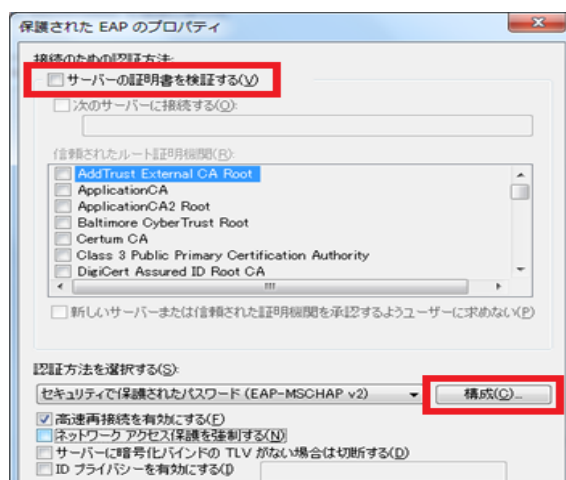 保護された EAP のプロパティ
接続のための認証方法:
サーバーの証明書を検証する(V)
次のサーバーに接続する(O):
信頼されたルート証明機関(R):
AddTrust External CA Root
ApplicationCA
ApplicationCA2 Root
Baltimore CyberTrust Root
Certum CA
Class 3 Public Primary Certification Authority
DigiCert Assured ID Root CA
新しいサーバーまたは信頼された証明機関を承認するようユーザーに求めない(P)
認証方法を選択する(S):
セキュリティで保護されたパスワード (EAP-MSCHAP v2) 構成(C)...
高速再接続を有効にする(F)
ネットワーク アクセス保護を強制する(N)
サーバーに暗号化バインドの TLV がない場合は切断する(D)
ID プライバシーを有効にする(I)